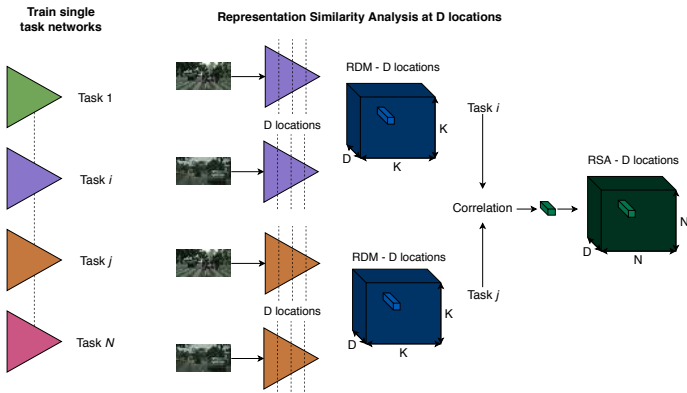 Train single
task networks
Task 1
Task i
Task j
Task N
Representation Similarity Analysis at D locations
D locations
D locations
RDM - D locations
K
D
K
RDM - D locations
K
D
K
Task i
Correlation
Task j
RSA - D locations
N
D
N